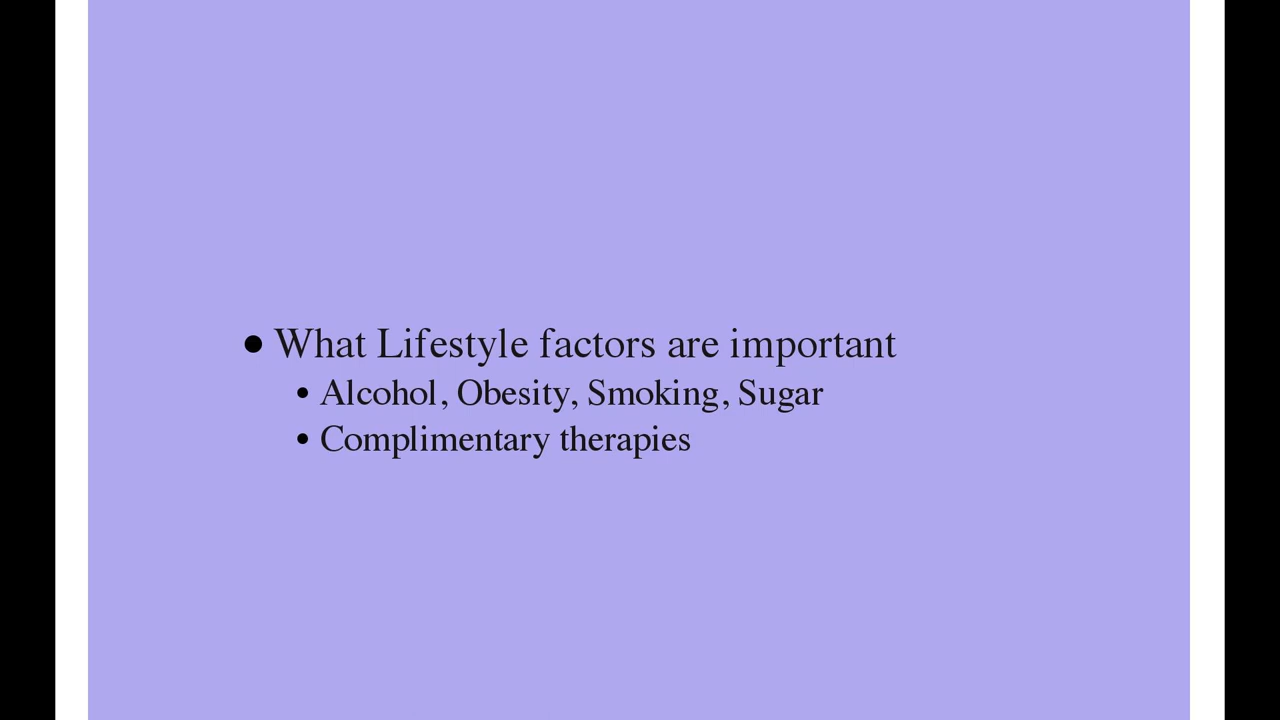 • What Lifestyle factors are important
• Alcohol, Obesity, Smoking, Sugar
• Complimentary therapies